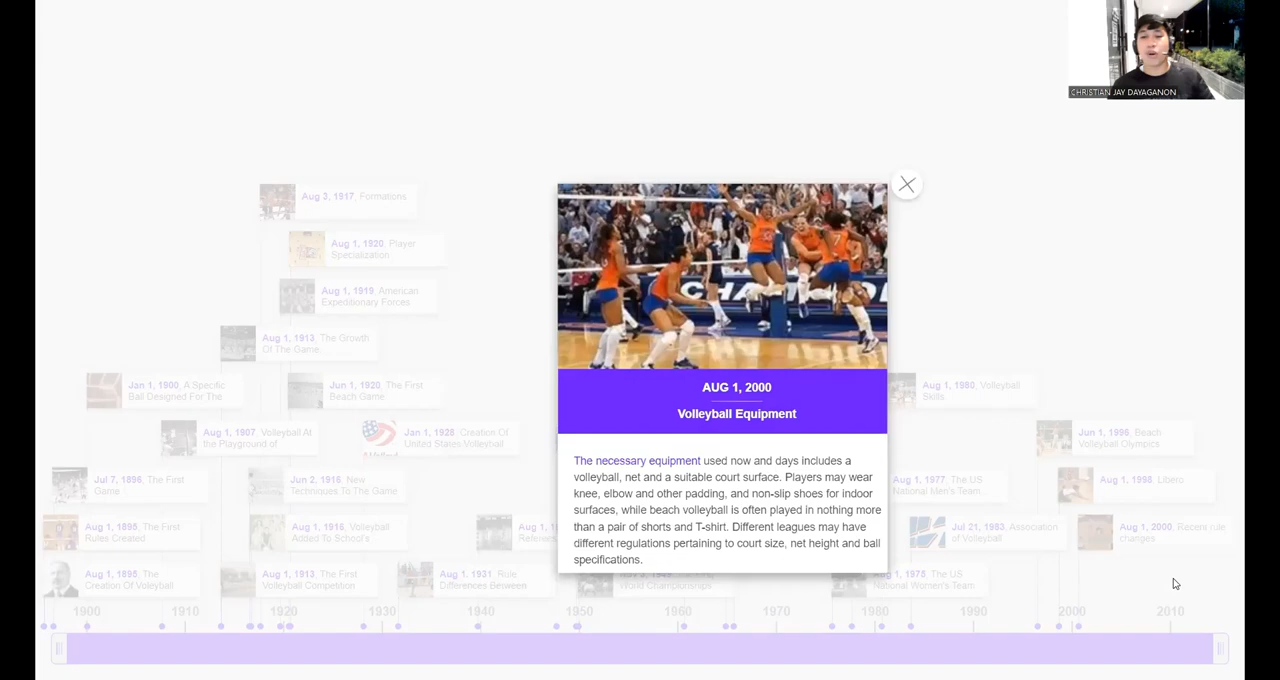 CHRISTIAN JAY DAYAGANON
Aug 3, 1917, Formations
Aug 1, 1920, Player
Specialization
Aug 1, 1919, American
Expeditionary Forces
Aug 1, 1913, The Growth
Of The Game
Jan 1, 1900, A Specific
Ball Designed For The
Jun 1, 1920, The First
Beach Game
Aug 1, 1907, Volleyball At
the Playground of
Jan 1, 1928, Creation Of
United States Volleyball
Jul 7, 1896, The First
Game
Jun 2, 1916, New
Techniques To The Game
Aug 1, 1895, The First
Rules Created
Aug 1, 1916, Volleyball
Added To School's
Aug 1, 1895, The
Creation Of Voleyball
Aug 1, 1913, The First
Volleyball Competition
Aug 1, 1931, Rule
Differences Between
World Championships
AUG 1, 2000
Volleyball Equipment
The necessary equipment used now and days includes a
volleyball, net and a suitable court surface. Players may wear
knee, elbow and other padding, and non-slip shoes for indoor
surfaces, while beach volleyball is often played in nothing more
than a pair of shorts and T-shirt. Different leagues may have
different regulations pertaining to court size, net height and ball
specifications.
Aug 1, 1980, Volleyball
Skills
Jun 1, 1996, Beach
Volleyball Olympics
Aug 1, 1977, The US
National Men's Team
Aug 1, 1998, Libero
Jul 21, 1983, Association
of Volleyball
Aug 1, 2000, Recent rule
changes
Aug 1, 1975, The US
National Women's Team
1900 1910 1920 1930 1940 1950 1960 1970 1980 1990 2000 2010